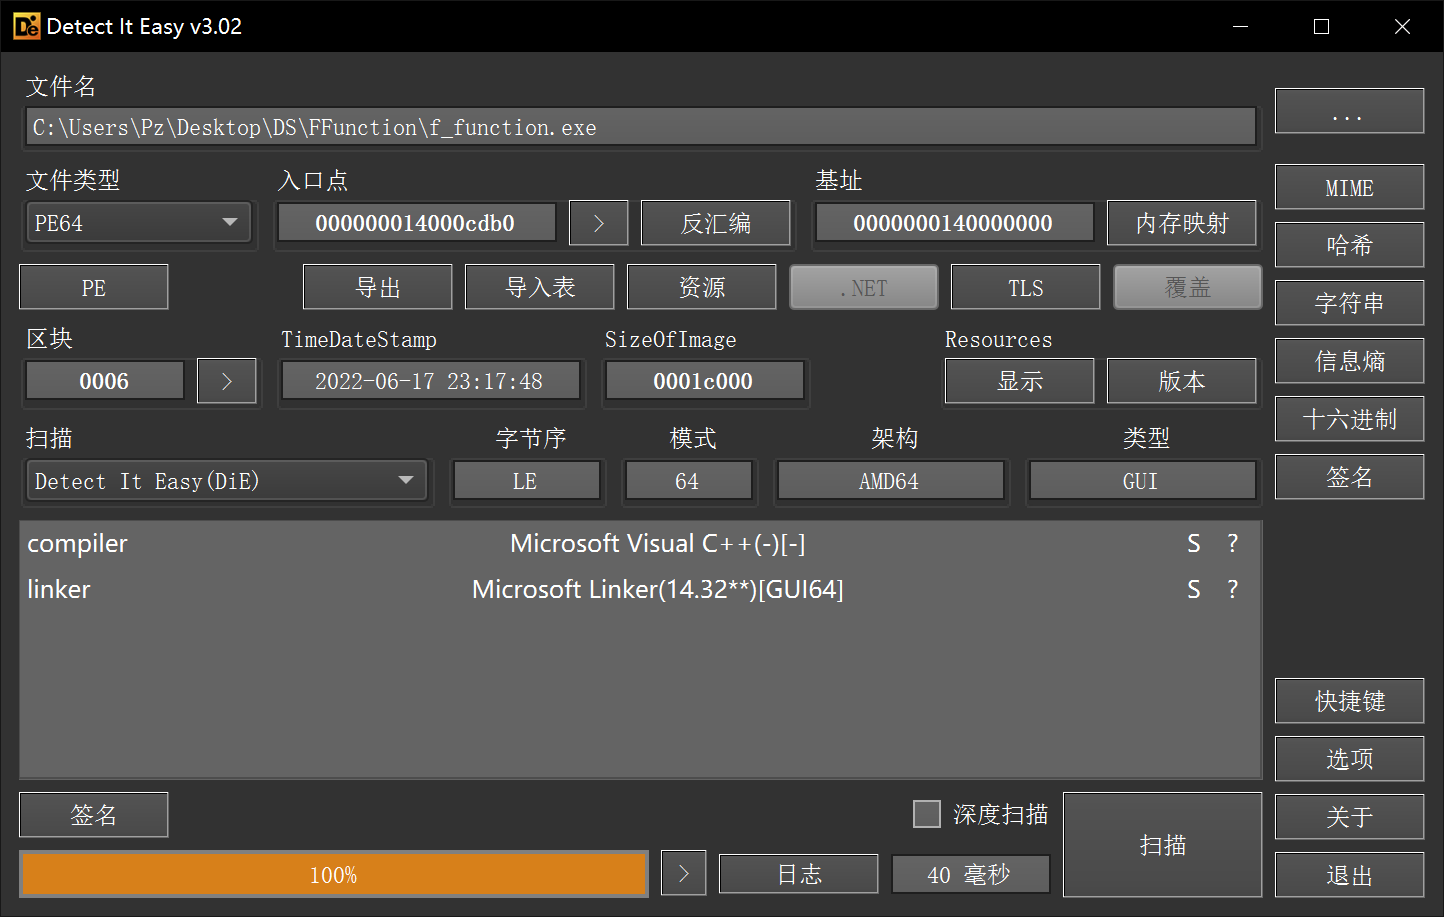 Detect It Easy v3.02
文件名
C:\Users\Pz\Desktop\DS\FFunction\f_function.exe
...
文件类型 入口点 基址
MIME
PE64 000000014000cdb0 > 反汇编 0000000140000000 内存映射
哈希
PE 导出 导入表 资源 .NET TLS 覆盖
字符串
区块 TimeDateStamp SizeOfImage Resources
信息熵
0006 > 2022-06-17 23:17:48 0001c000 显示 版本
十六进制
扫描 字节序 模式 架构 类型
Detect It Easy(DiE) LE 64 AMD64 GUI
签名
compiler Microsoft Visual C++(-)[-] S ?
linker Microsoft Linker(14.32**)[GUI64] S ?
快捷键
选项
签名 深度扫描 扫描
关于
100% > 日志 40 毫秒
退出